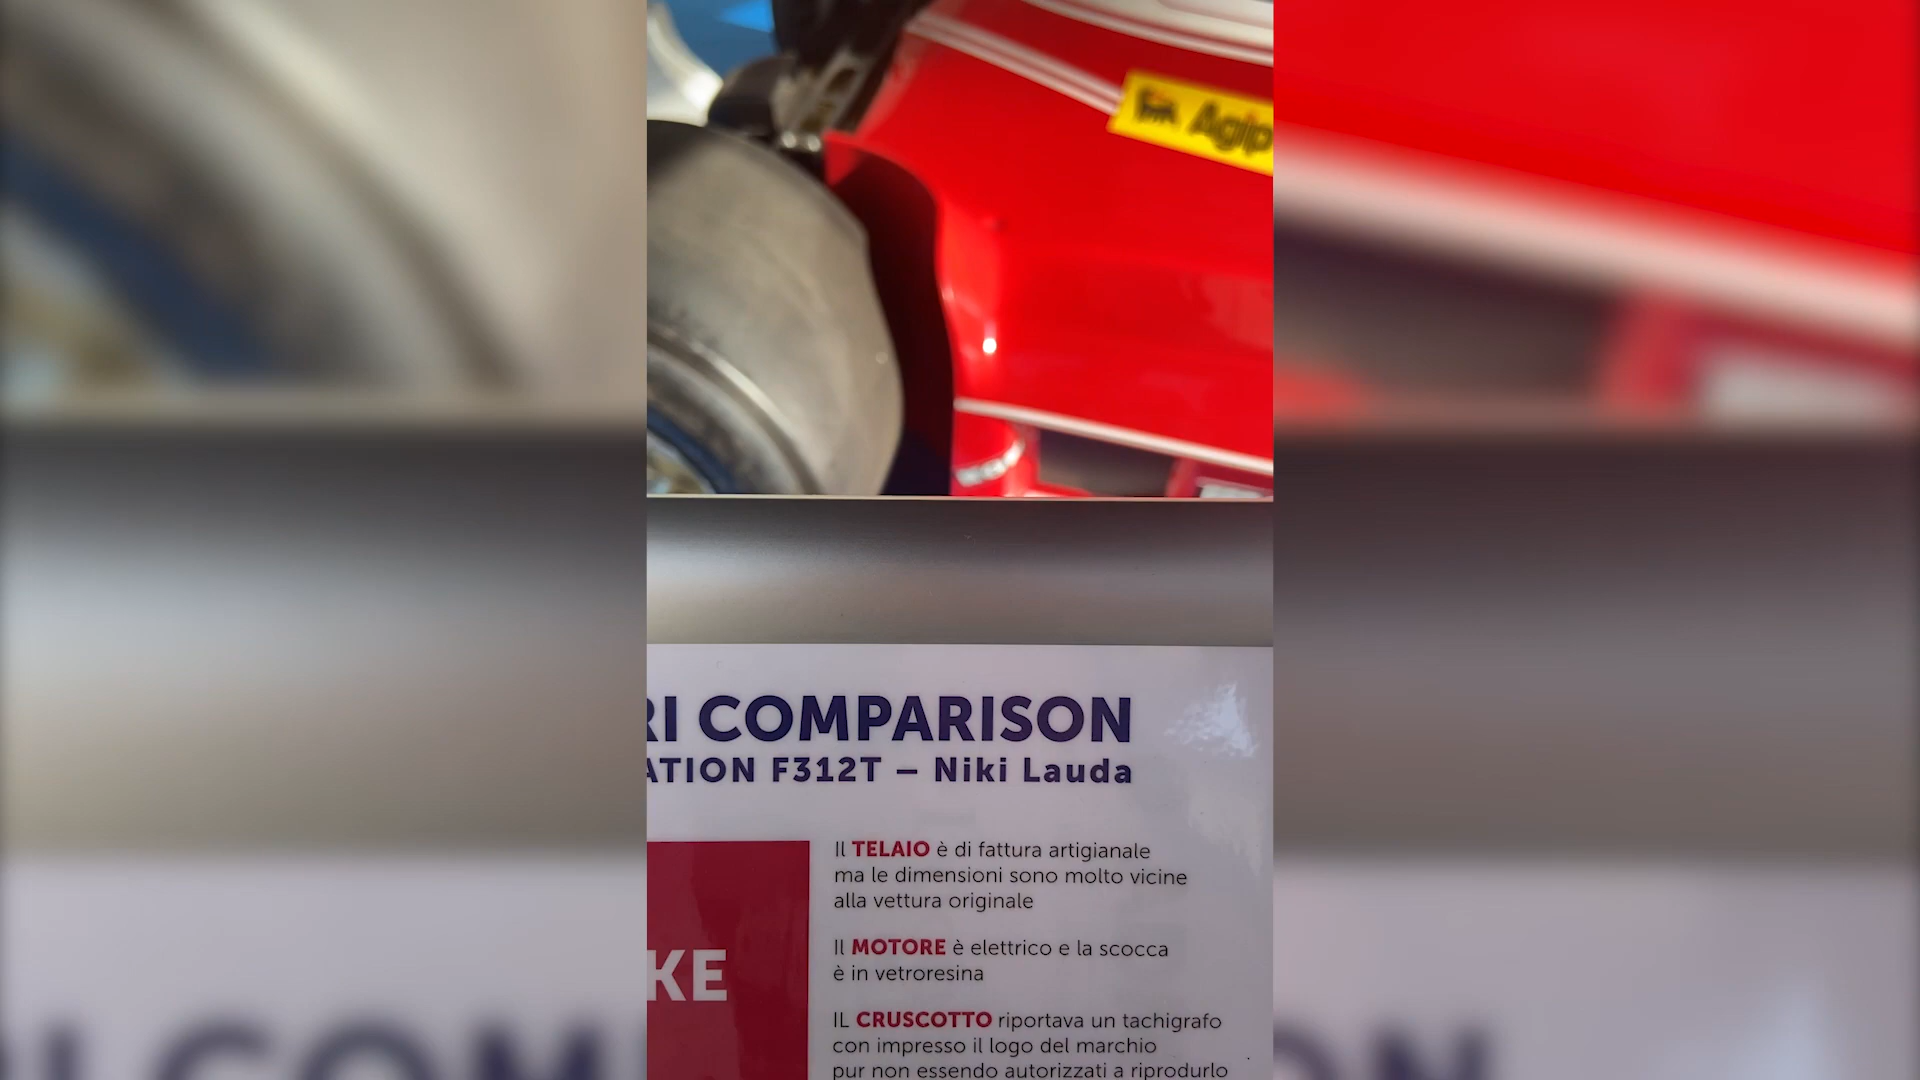 Agip
RI COMPARISON
ATION F312T – Niki Lauda
KE
Il TELAIO è di fattura artigianale
ma le dimensioni sono molto vicine
alla vettura originale
Il MOTORE è elettrico e la scocca
è in vetroresina
IL CRUSCOTTO riportava un tachigrafo
con impresso il logo del marchio
pur non essendo autorizzati a riprodurlo